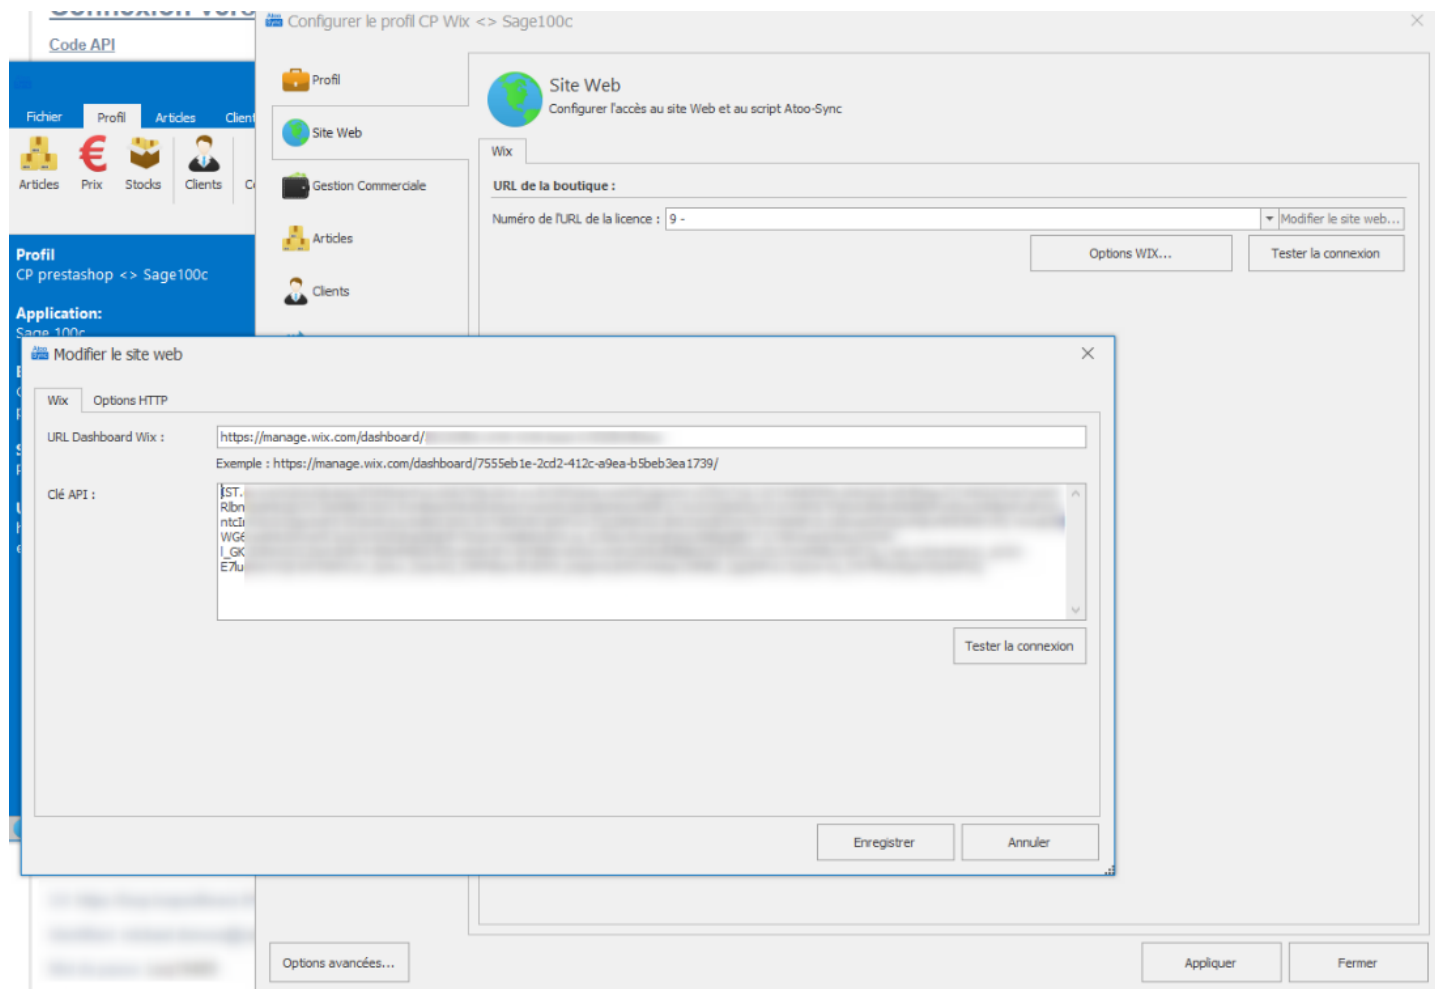 Configurer le profil CP Wix <> Sage100c
Code API
Fichier
Profil
Articles
Articles
Prix
Stocks
Clients
Profil
CP prestashop <> Sage100c
Application:
Sage 100c
Profil
Site Web
Gestion Commerciale
Articles
Clients
Site Web
Configurer l'accès au site Web et au script Atoo-Sync
Wix
URL de la boutique :
Numéro de l'URL de la licence : 9 -
Modifier le site web...
Options WIX...
Tester la connexion
Modifier le site web
Wix
Options HTTP
URL Dashboard Wix :
https://manage.wix.com/dashboard/
Exemple : https://manage.wix.com/dashboard/7555eb1e-2cd2-412c-a9ea-b5beb3ea1739/
Clé API :
Tester la connexion
Enregistrer
Annuler
Options avancées...
Appliquer
Fermer